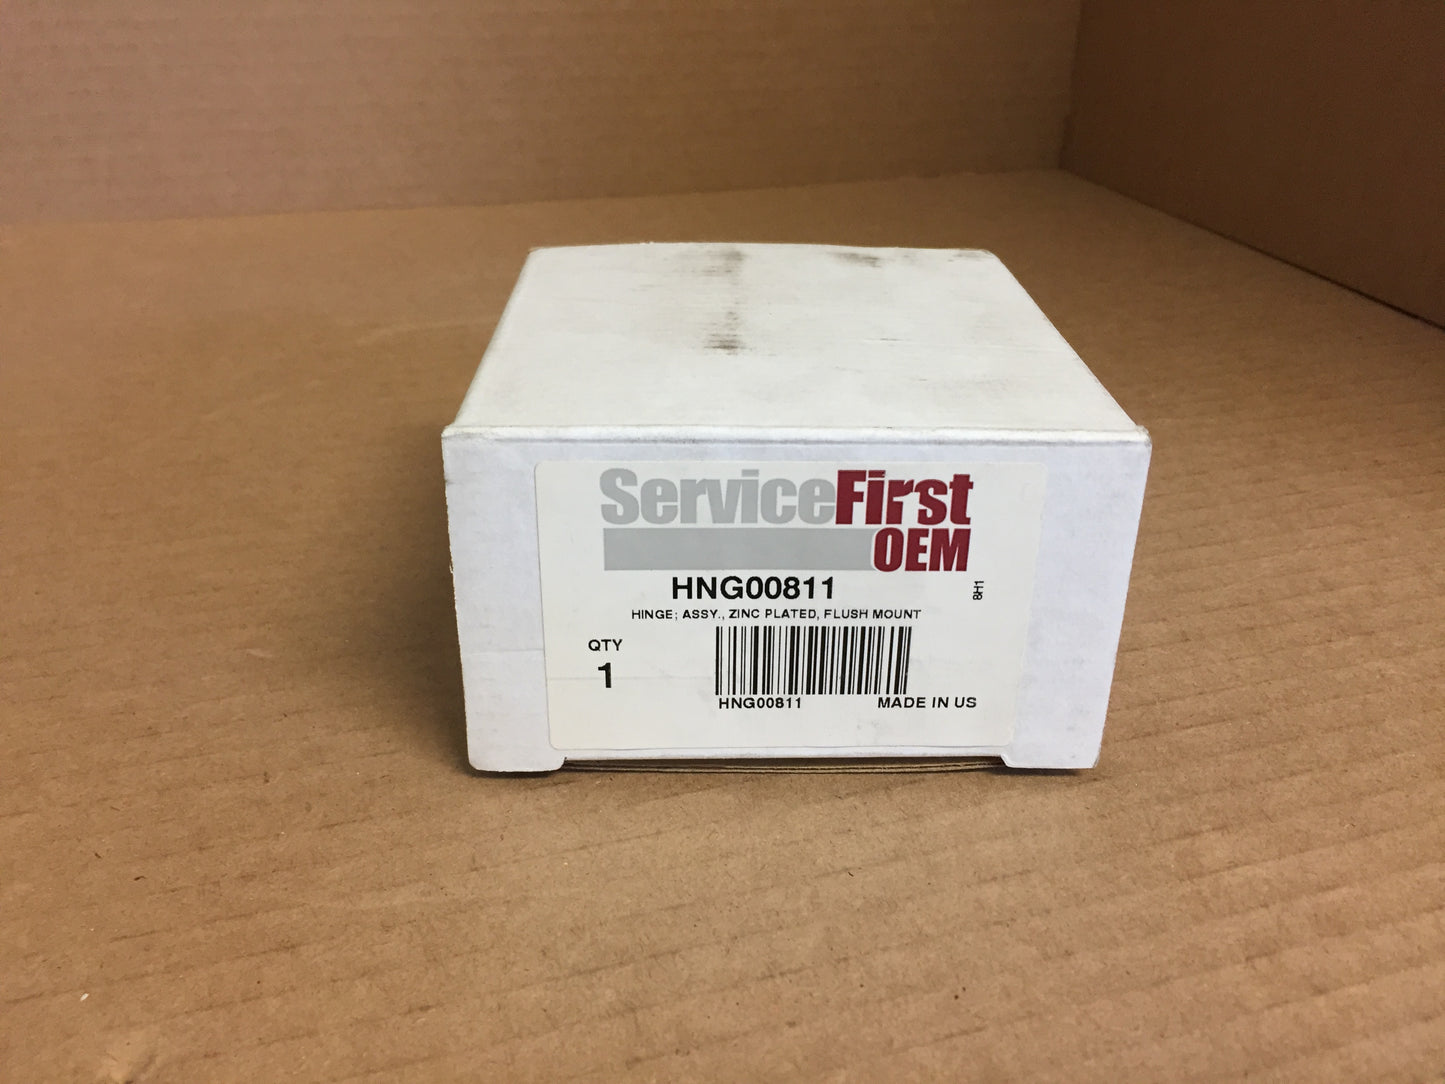 ServiceFirst
OEM
HNG00811
8H1
HINGE; ASSY., ZINC PLATED, FLUSH MOUNT
QTY
1
HNG00811 MADE IN US